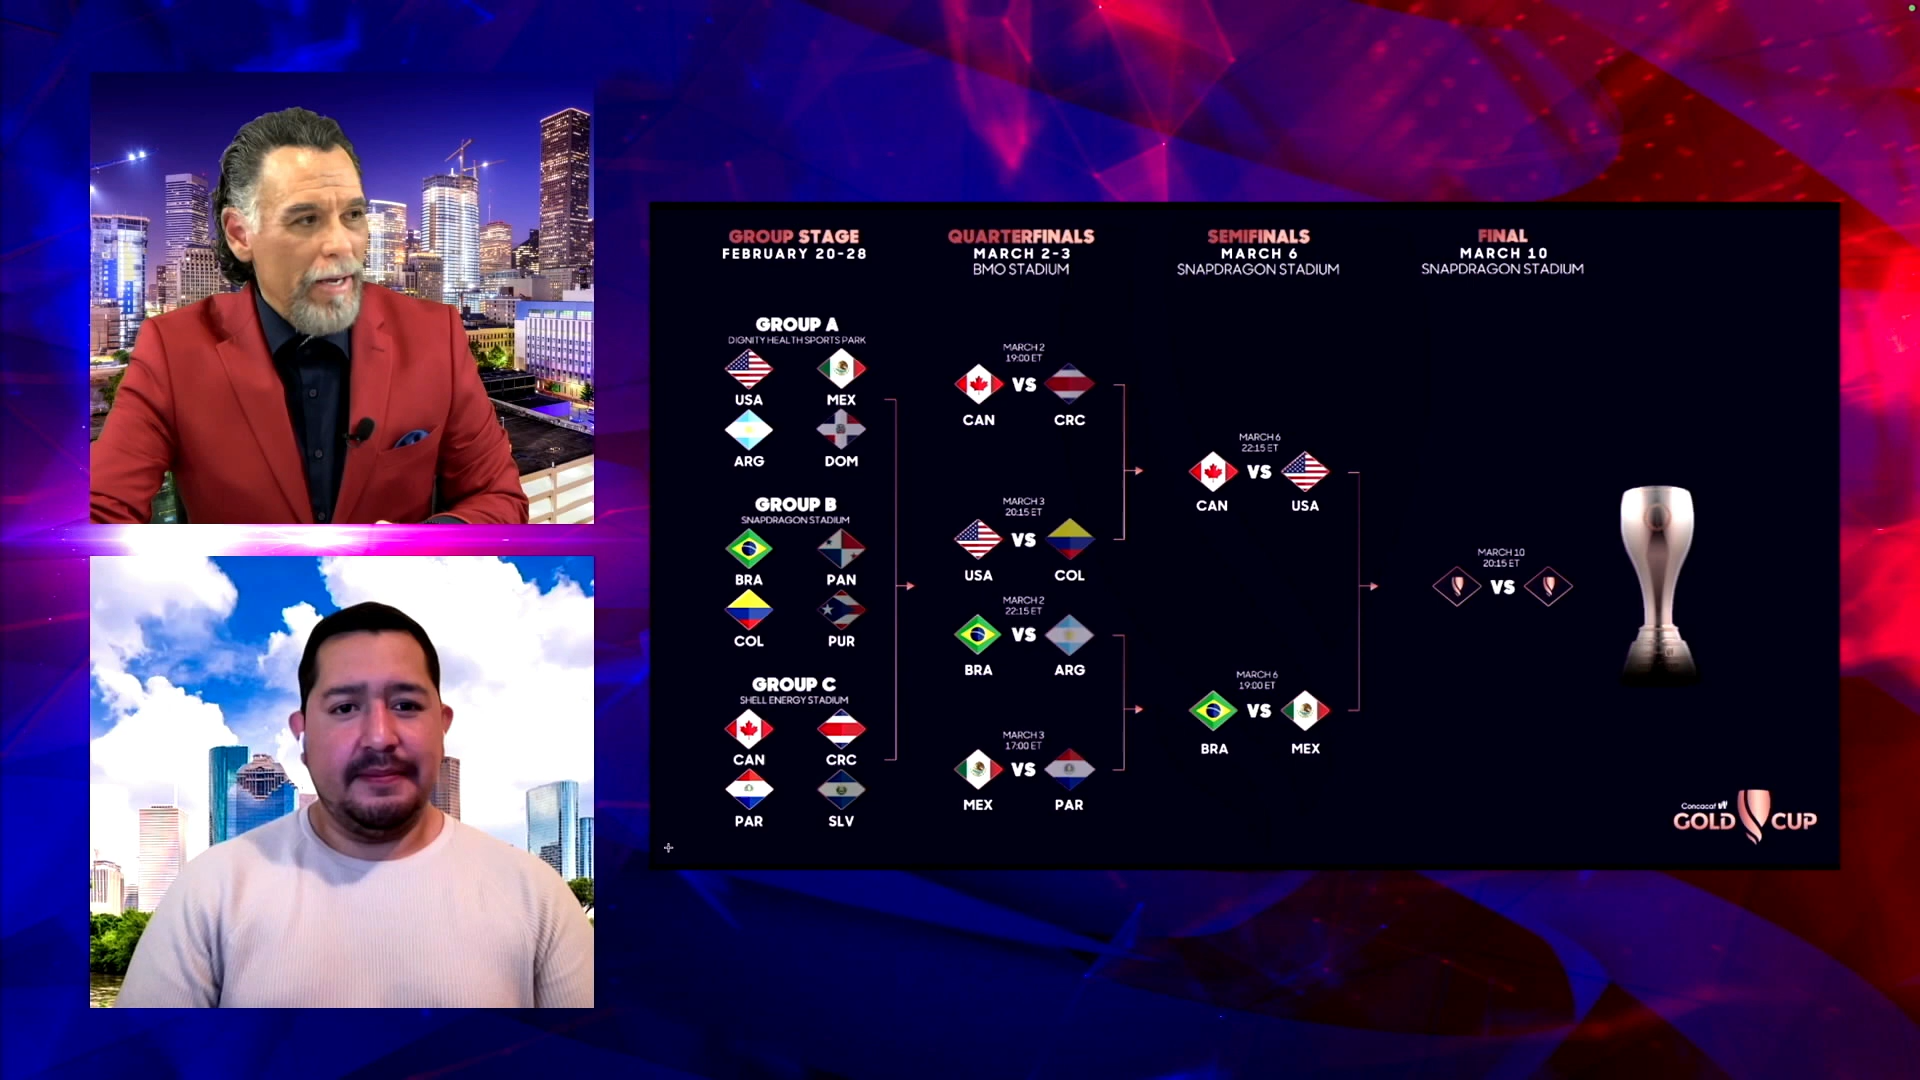 GROUP STAGE
FEBRUARY 20-28
GROUP A
DIGNITY HEALTH SPORTS PARK
USA
MEX
ARG
DOM
GROUP B
SNAPDRAGON STADIUM
BRA
PAN
COL
PUR
GROUP C
SHELL ENERGY STADIUM
CAN
CRC
PAR
SLV
QUARTERFINALS
MARCH 2-3
BMO STADIUM
MARCH 2
19:00 ET
VS
CAN
CRC
MARCH 3
20:15 ET
VS
USA
COL
MARCH 2
22:15 ET
VS
BRA
ARG
MARCH 3
17:00 ET
VS
MEX
PAR
SEMIFINALS
MARCH 6
SNAPDRAGON STADIUM
MARCH 6
22:15 ET
VS
CAN
USA
MARCH 6
19:00 ET
VS
BRA
MEX
FINAL
MARCH 10
SNAPDRAGON STADIUM
MARCH 10
20:15 ET
VS
Concacaf W
GOLD CUP